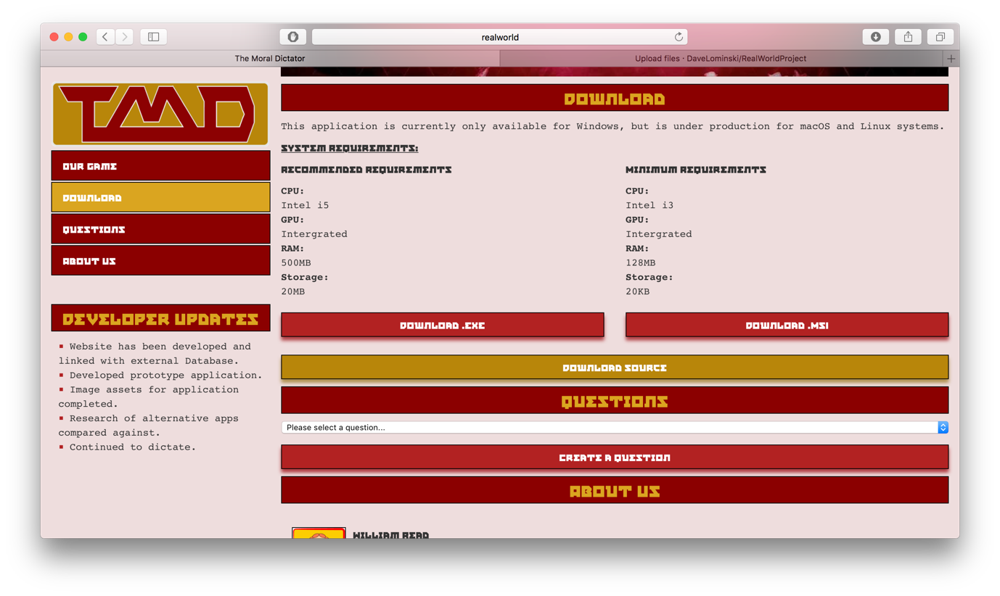 realworld
The Moral Dictator
Upload files · DaveLominski/RealWorldProject
TMD
OUR GAME
DOWNLOAD
QUESTIONS
ABOUT US
DEVELOPER UPDATES
Website has been developed and
linked with external Database.
Developed prototype application.
Image assets for application
completed.
Research of alternative apps
compared against.
Continued to dictate.
DOWNLOAD
This application is currently only available for Windows, but is under production for macOS and Linux systems.
SYSTEM REQUIREMENTS:
RECOMMENDED REQUIREMENTS
CPU:
Intel i5
GPU:
Intergrated
RAM:
500MB
Storage:
20MB
MINIMUM REQUIREMENTS
CPU:
Intel i3
GPU:
Intergrated
RAM:
128MB
Storage:
20KB
DOWNLOAD .EXE
DOWNLOAD .MSI
DOWNLOAD SOURCE
QUESTIONS
Please select a question...
CREATE A QUESTION
ABOUT US
WILLIAM READ